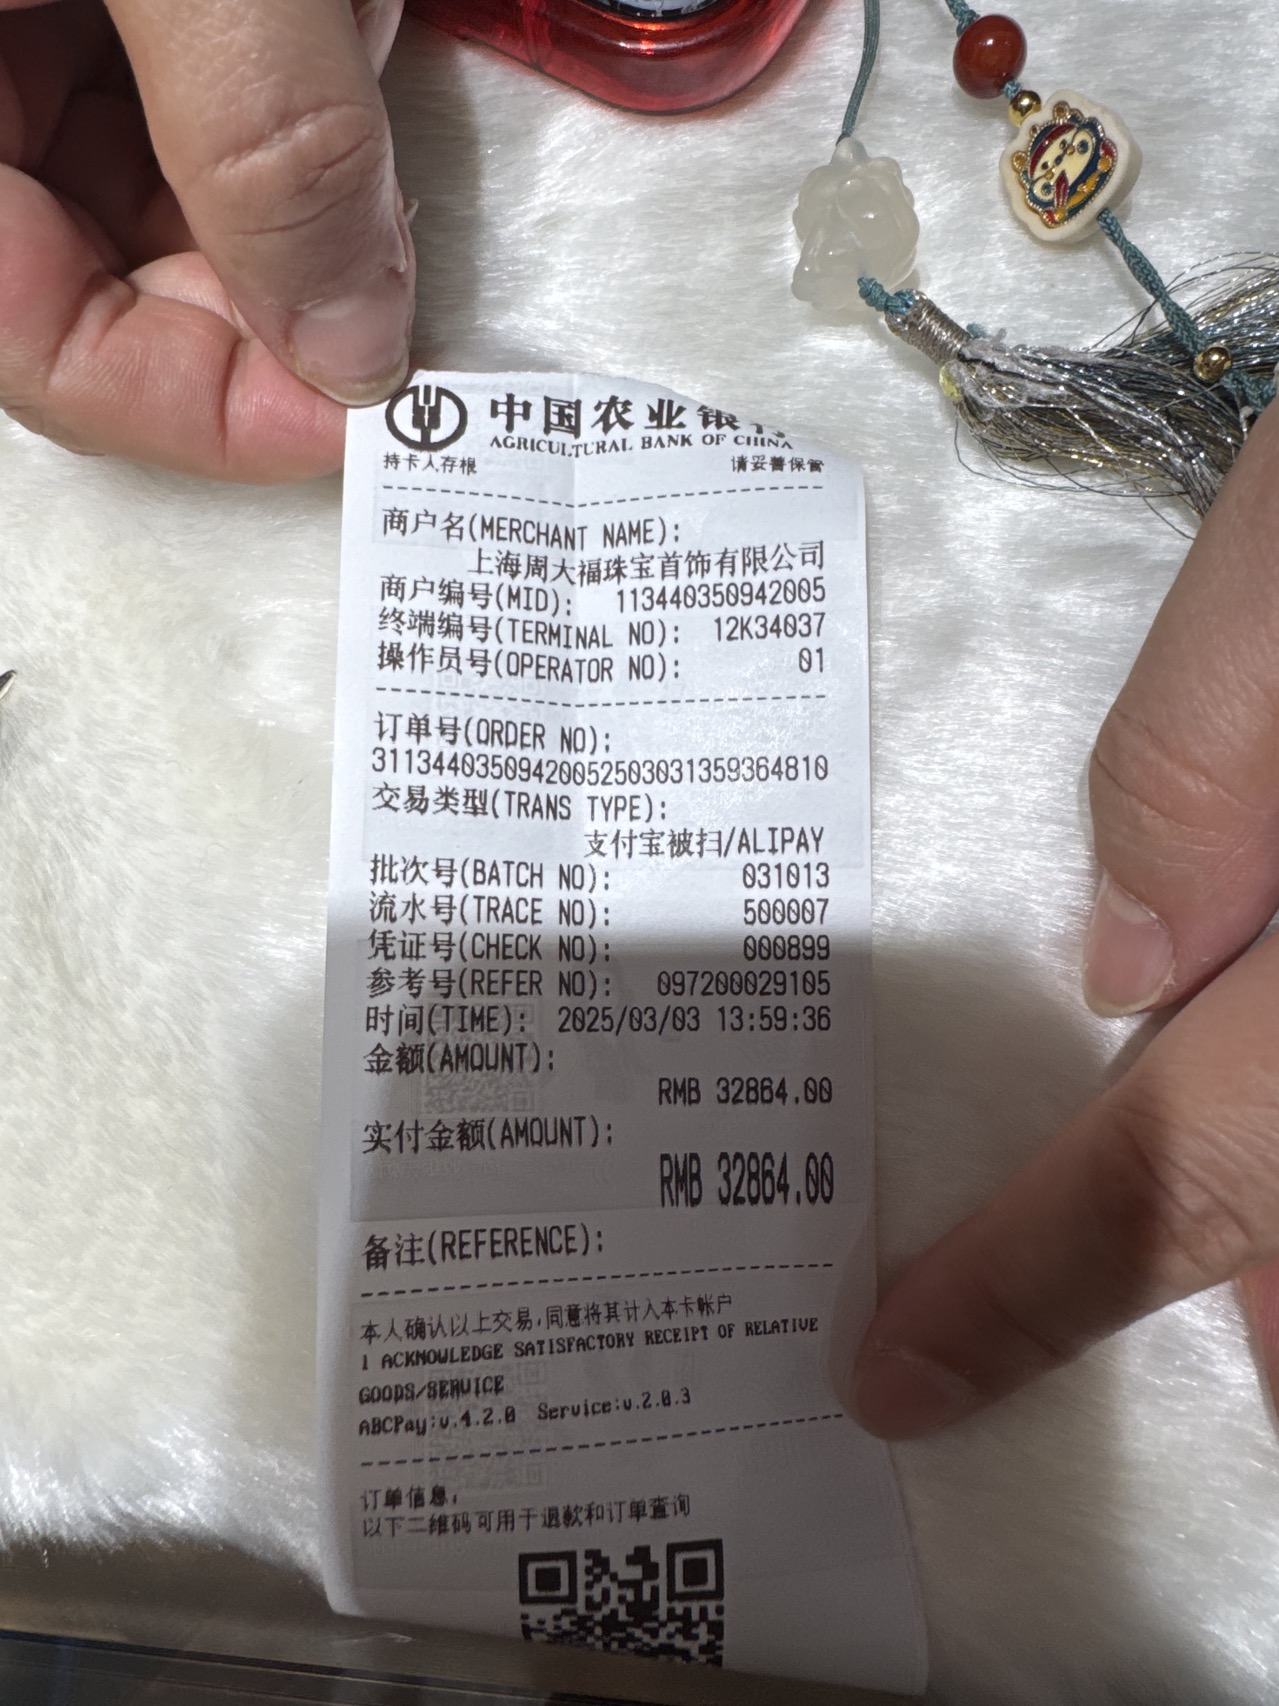 中国农业银行
AGRICULTURAL BANK OF CHINA
持卡人存根 请妥善保管
商户名(MERCHANT NAME):
上海周大福珠宝首饰有限公司
商户编号(MID): 113440350942005
终端编号(TERMINAL NO): 12K34037
操作员号(OPERATOR NO): 01
订单号(ORDER NO):
31134403509420052503031359364810
交易类型(TRANS TYPE):
支付宝被扫/ALIPAY
批次号(BATCH NO): 031013
流水号(TRACE NO): 500007
凭证号(CHECK NO): 000899
参考号(REFER NO): 097200029105
时间(TIME): 2025/03/03 13:59:36
金额(AMOUNT):
RMB 32864.00
实付金额(AMOUNT):
RMB 32864.00
备注(REFERENCE):
本人确认以上交易,同意将其计入本卡帐户
I ACKNOWLEDGE SATISFACTORY RECEIPT OF RELATIVE
GOODS/SERVICE
ABCPay:v.4.2.0 Service:v.2.0.3
订单信息,
以下二维码可用于退款和订单查询